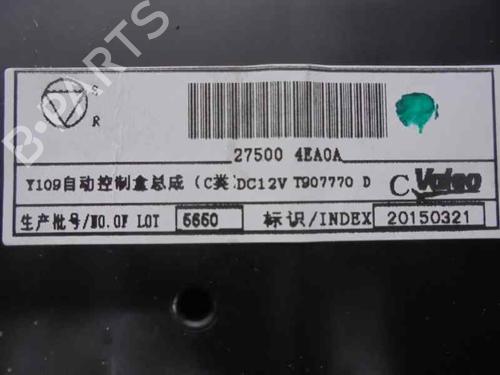 B-PARTS
S
R
27500 4EA0A
Y109自动控制盒总成 (C类) DC12V T907770 D
C Valeo
生产批号/NO.OF LOT 5650 标识/INDEX 20150321